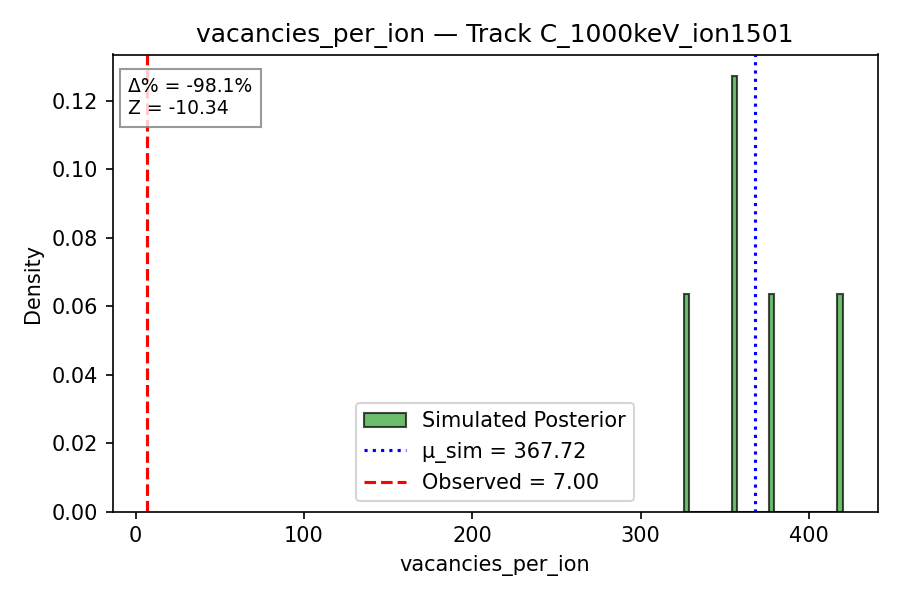 vacancies_per_ion — Track C_1000keV_ion1501
Δ% = -98.1%
Z = -10.34
0.12
0.10
0.08
0.06
0.04
0.02
0.00
Density
Simulated Posterior
μ_sim = 367.72
Observed = 7.00
0 100 200 300 400
vacancies_per_ion